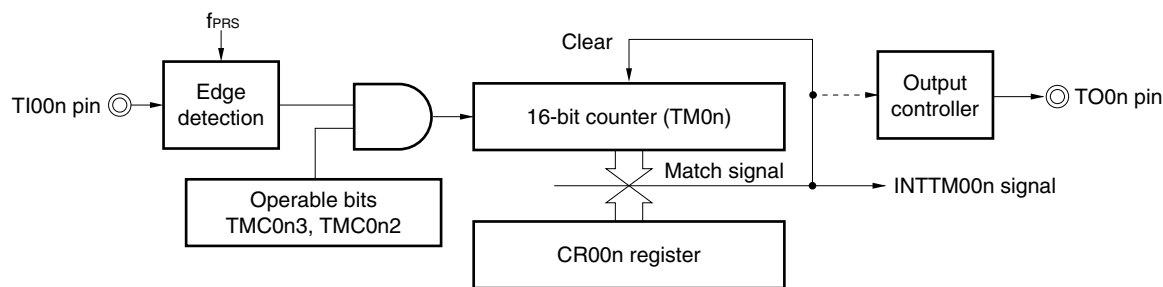 fPRS
Clear
TI00n pin
Edge
detection
16-bit counter (TM0n)
Output
controller
TO0n pin
Match signal
INTTM00n signal
Operable bits
TMC0n3, TMC0n2
CR00n register